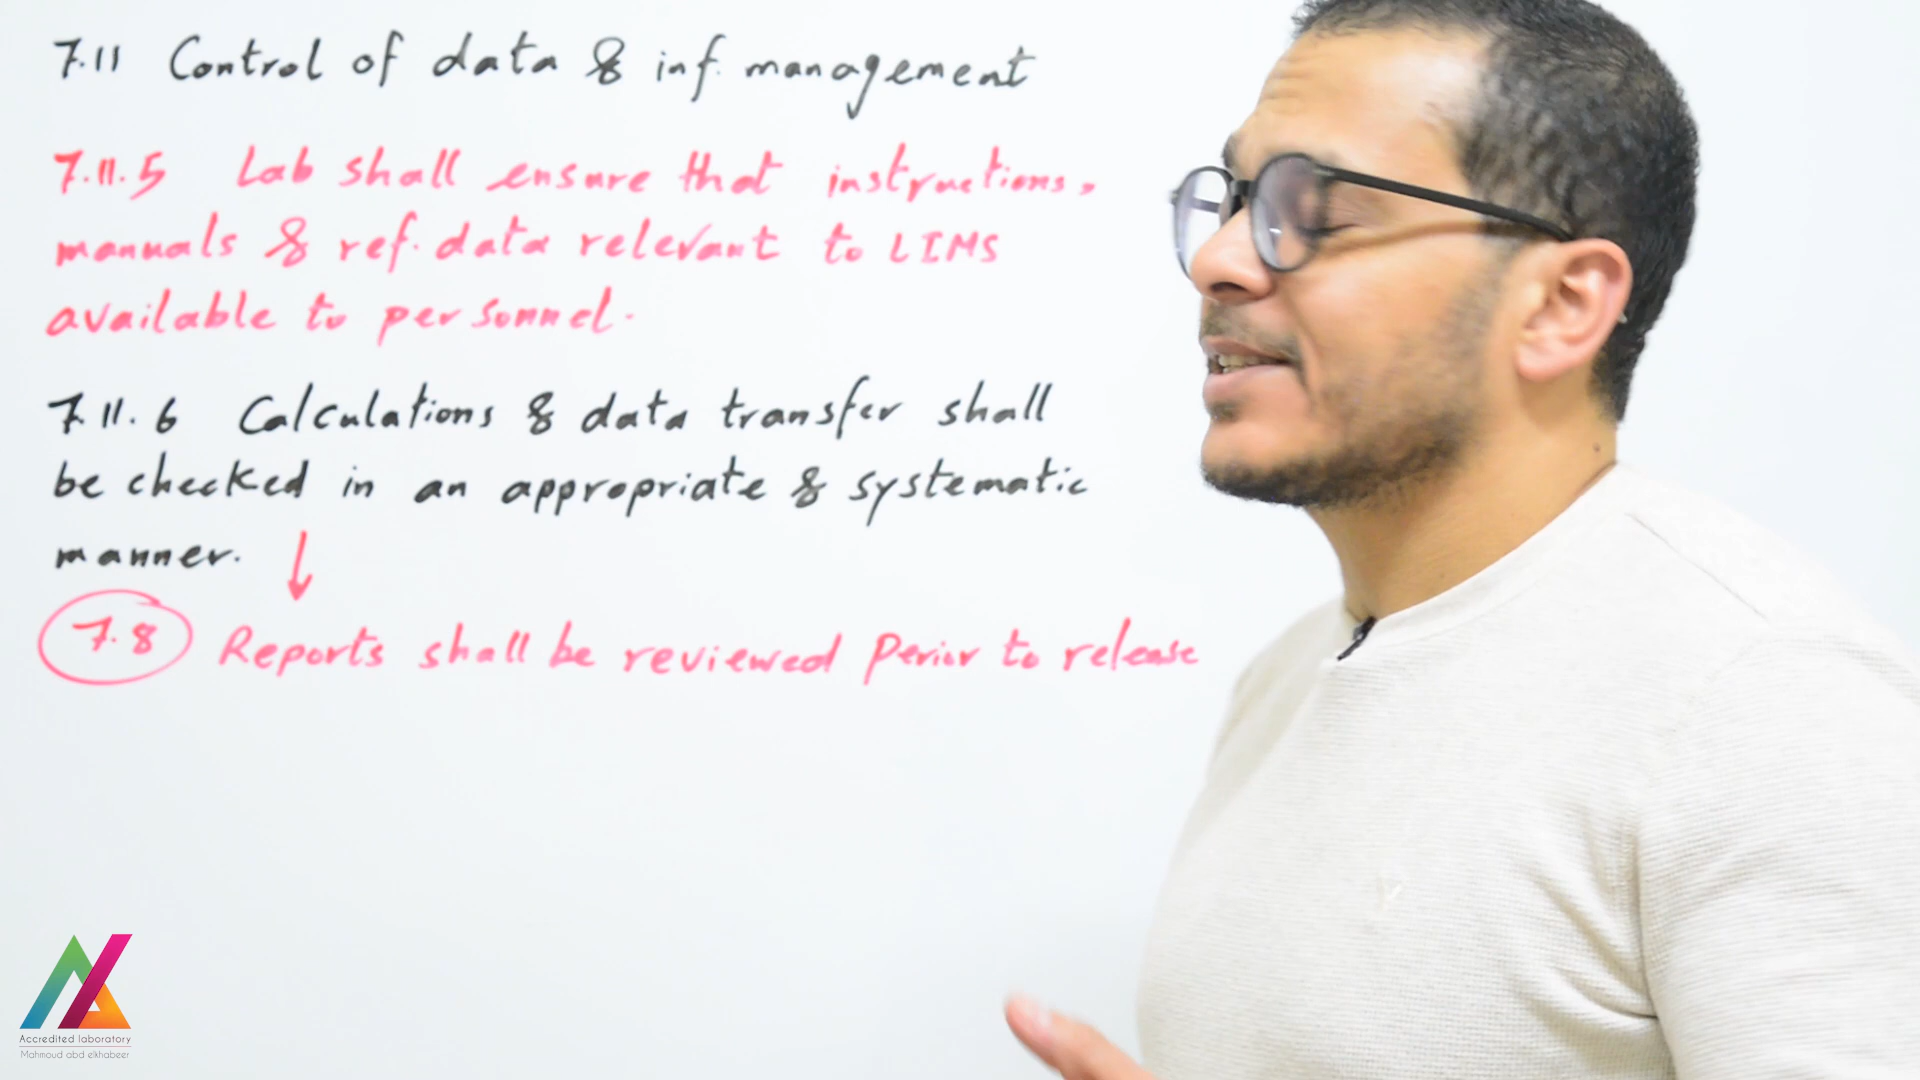 7.11 Control of data & inf. management
7.11.5 Lab shall ensure that instructions,
manuals & ref. data relevant to LIMS
available to personnel.
7.11.6 Calculations & data transfer shall
be checked in an appropriate & systematic
manner.
7.8 Reports shall be reviewed Perior to release
Accredited laboratory
Mahmoud abd elkhabeer